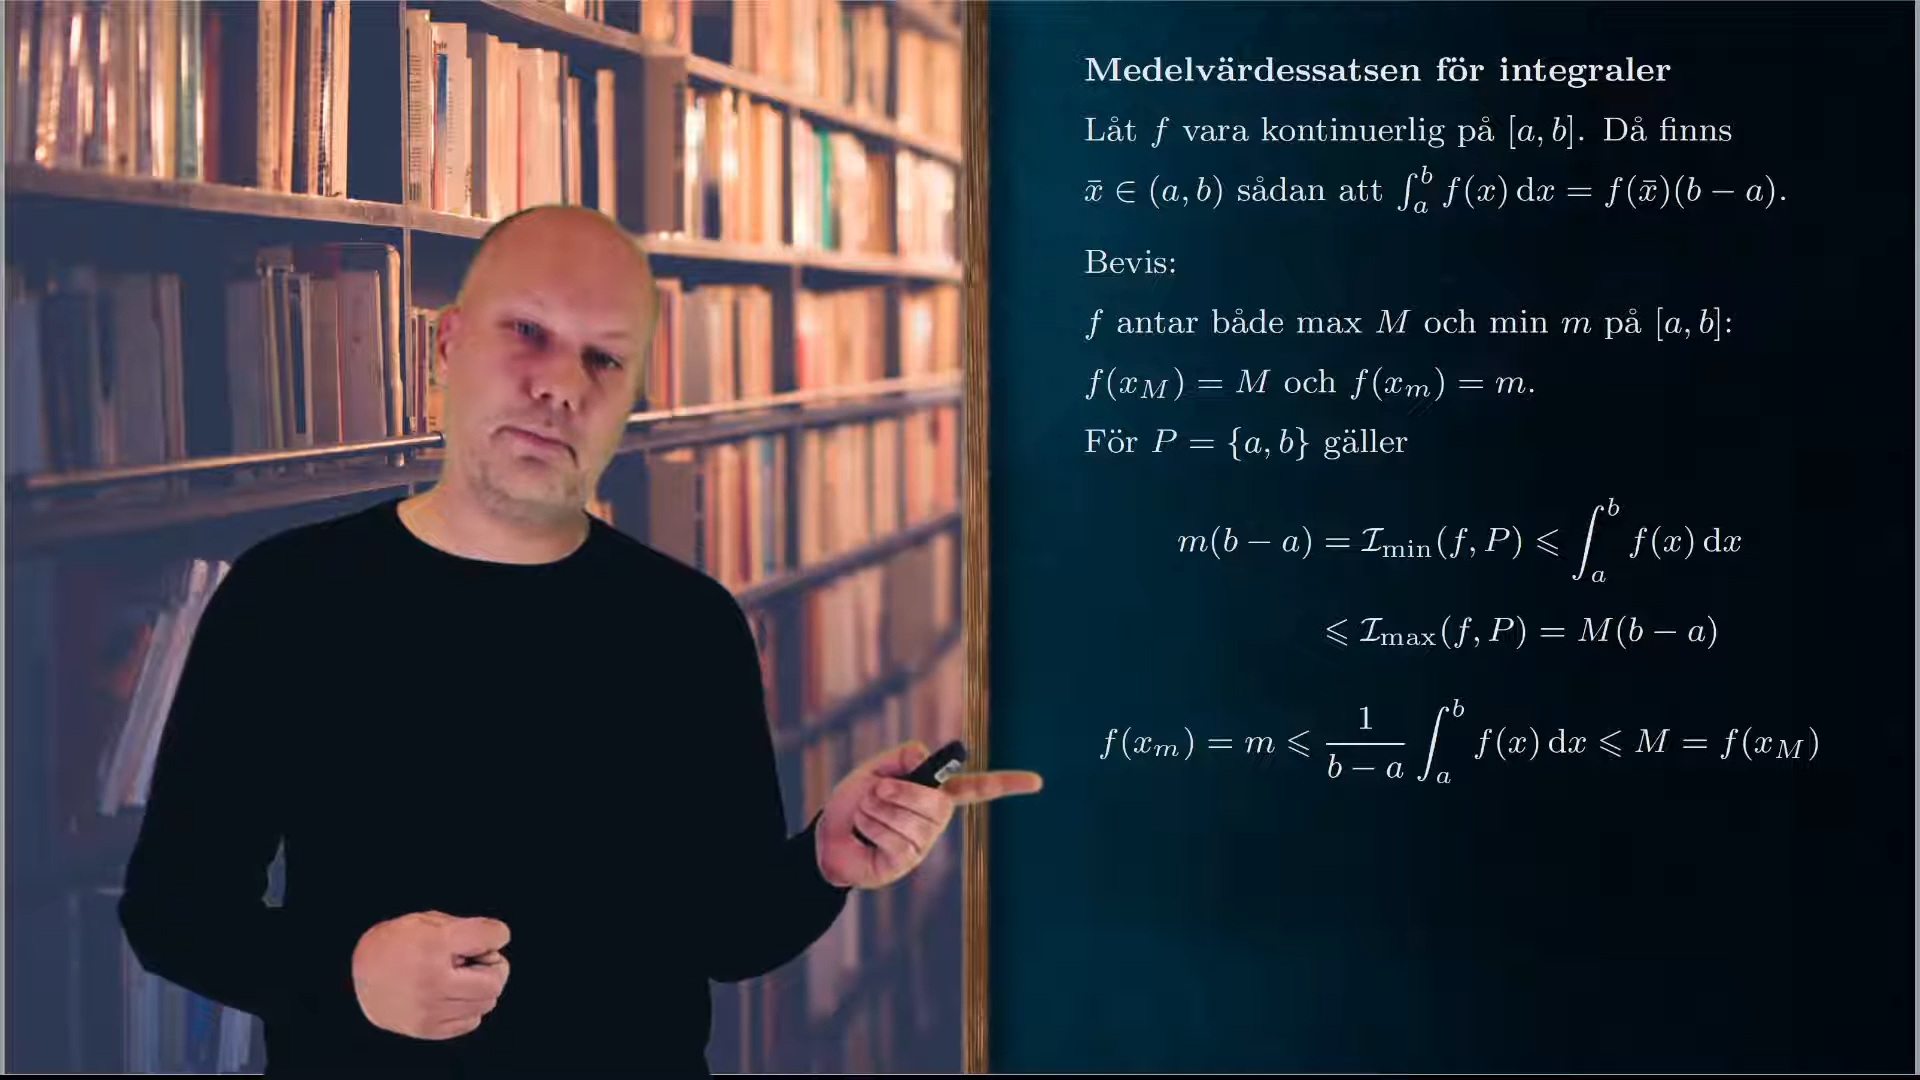 Medelvärdessatsen för integraler
Låt f vara kontinuerlig på [a, b]. Då finns
x̄ ∈ (a, b) sådan att ∫_a^b f(x) dx = f(x̄)(b − a).
Bevis:
f antar både max M och min m på [a, b]:
f(x_M) = M och f(x_m) = m.
För P = {a, b} gäller
m(b − a) = I_min(f, P) ⩽ ∫_a^b f(x) dx
⩽ I_max(f, P) = M(b − a)
f(x_m) = m ⩽ 1/(b − a) ∫_a^b f(x) dx ⩽ M = f(x_M)